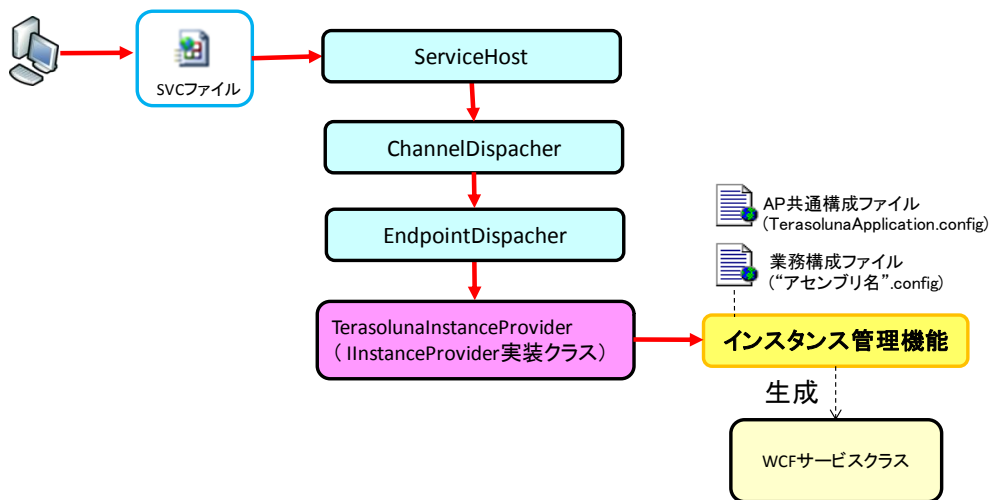 SVCファイル
ServiceHost
ChannelDispacher
EndpointDispacher
TerasolunaInstanceProvider
( IInstanceProvider実装クラス)
AP共通構成ファイル
(TerasolunaApplication.config)
業務構成ファイル
(“アセンブリ名”.config)
インスタンス管理機能
生成
WCFサービスクラス